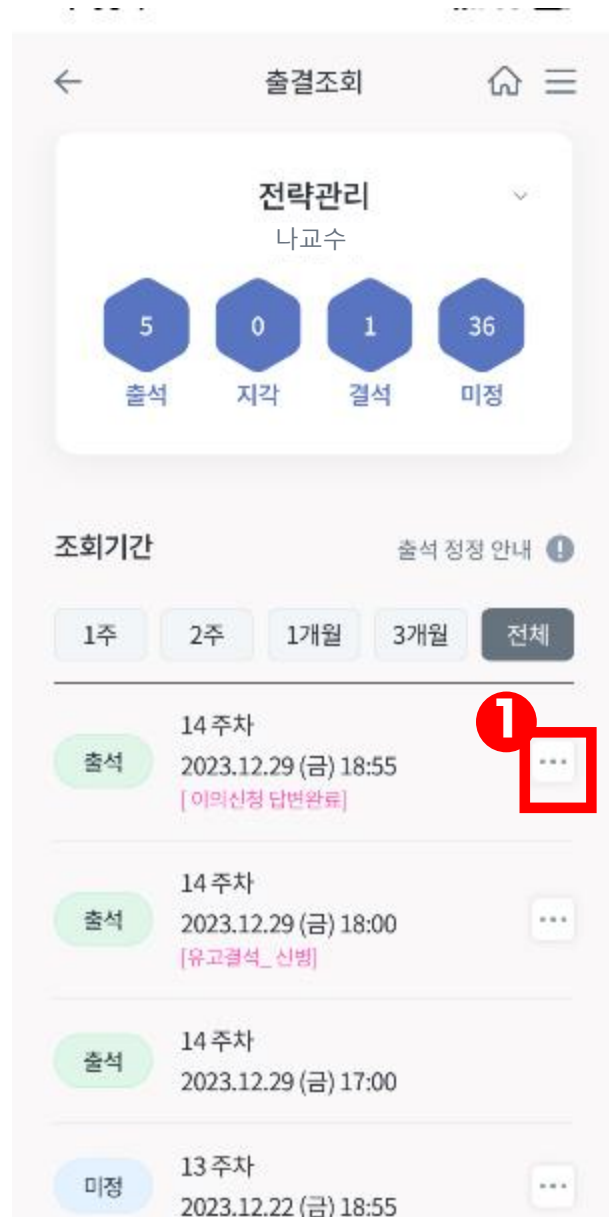 출결조회
전략관리
나교수
5 0 1 36
출석 지각 결석 미정
조회기간 출석 정정 안내 !
1주 2주 1개월 3개월 전체
1
14 주차
출석 2023.12.29 (금) 18:55 ...
[ 이의신청 답변완료]
14 주차
출석 2023.12.29 (금) 18:00 ...
[유고결석_ 신병]
14 주차
출석 2023.12.29 (금) 17:00
13 주차
미정 2023.12.22 (금) 18:55 ...